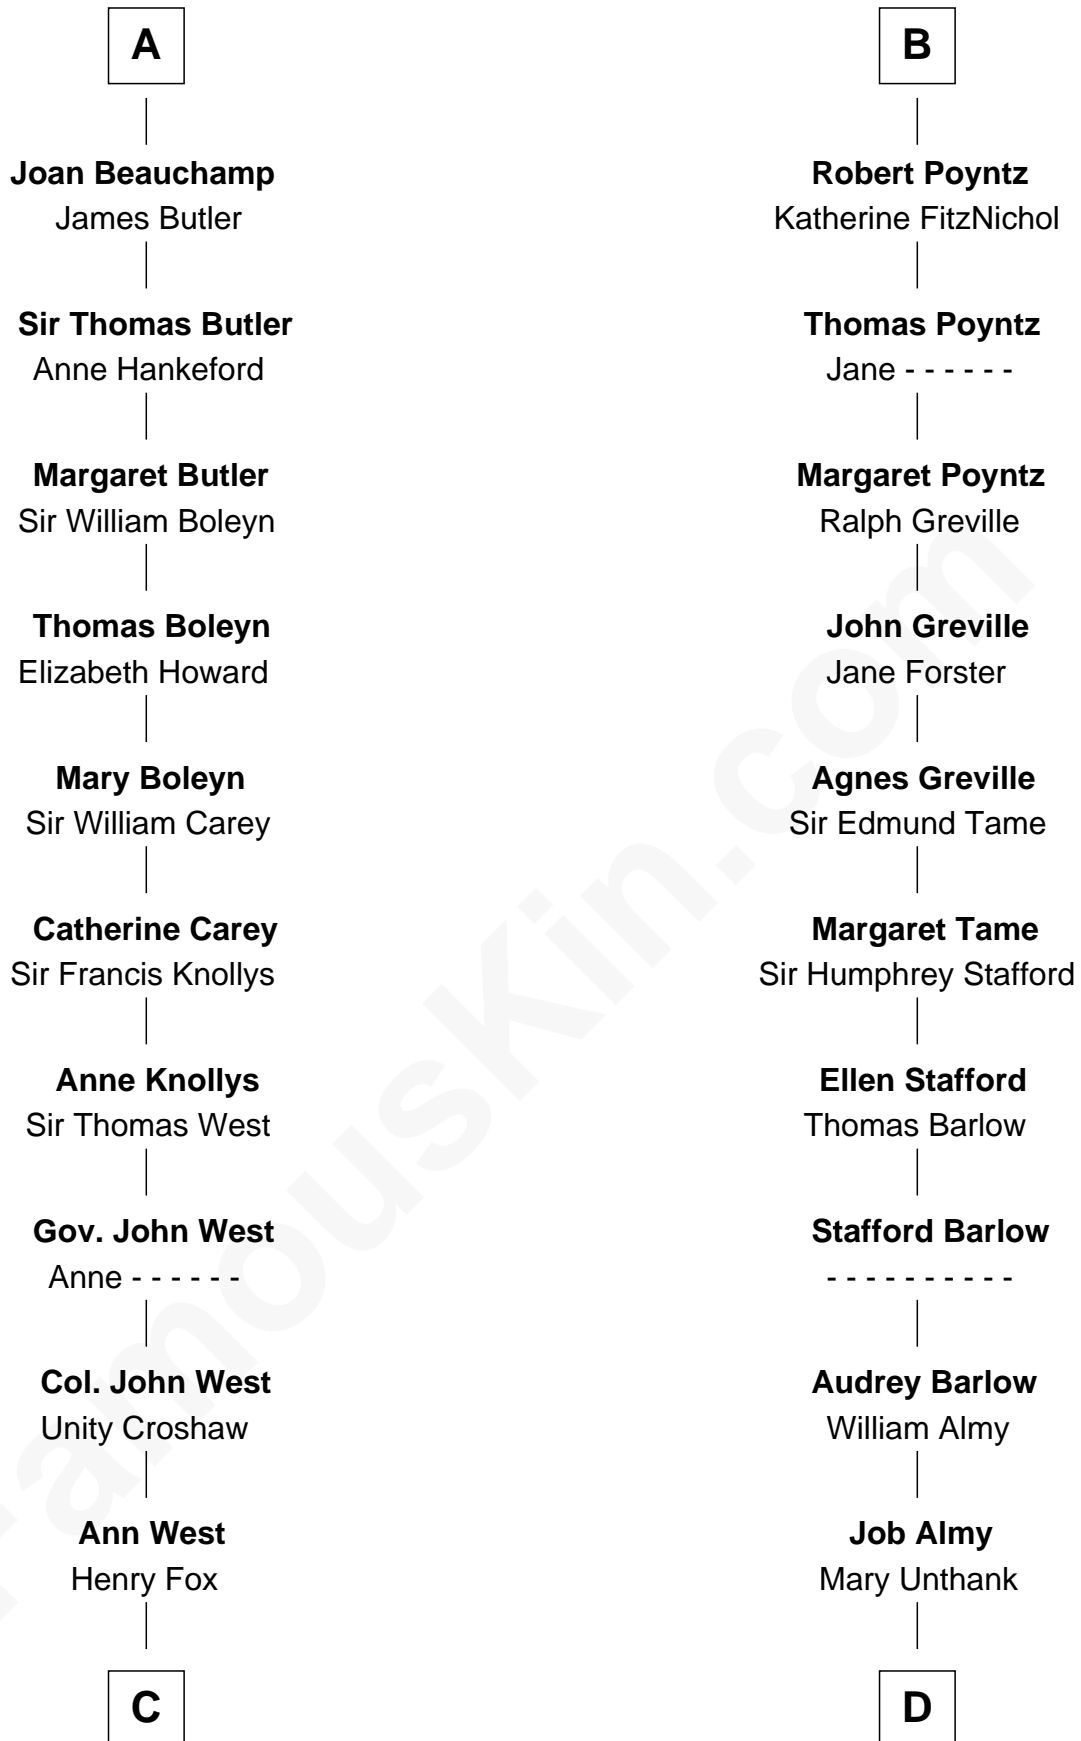 A
Joan Beauchamp
James Butler
Sir Thomas Butler
Anne Hankeford
Margaret Butler
Sir William Boleyn
Thomas Boleyn
Elizabeth Howard
Mary Boleyn
Sir William Carey
Catherine Carey
Sir Francis Knollys
Anne Knollys
Sir Thomas West
Gov. John West
Anne - - - - - -
Col. John West
Unity Croshaw
Ann West
Henry Fox
C
B
Robert Poyntz
Katherine FitzNichol
Thomas Poyntz
Jane - - - - - -
Margaret Poyntz
Ralph Greville
John Greville
Jane Forster
Agnes Greville
Sir Edmund Tame
Margaret Tame
Sir Humphrey Stafford
Ellen Stafford
Thomas Barlow
Stafford Barlow
- - - - - - - - - -
Audrey Barlow
William Almy
Job Almy
Mary Unthank
D
FamousKin.com